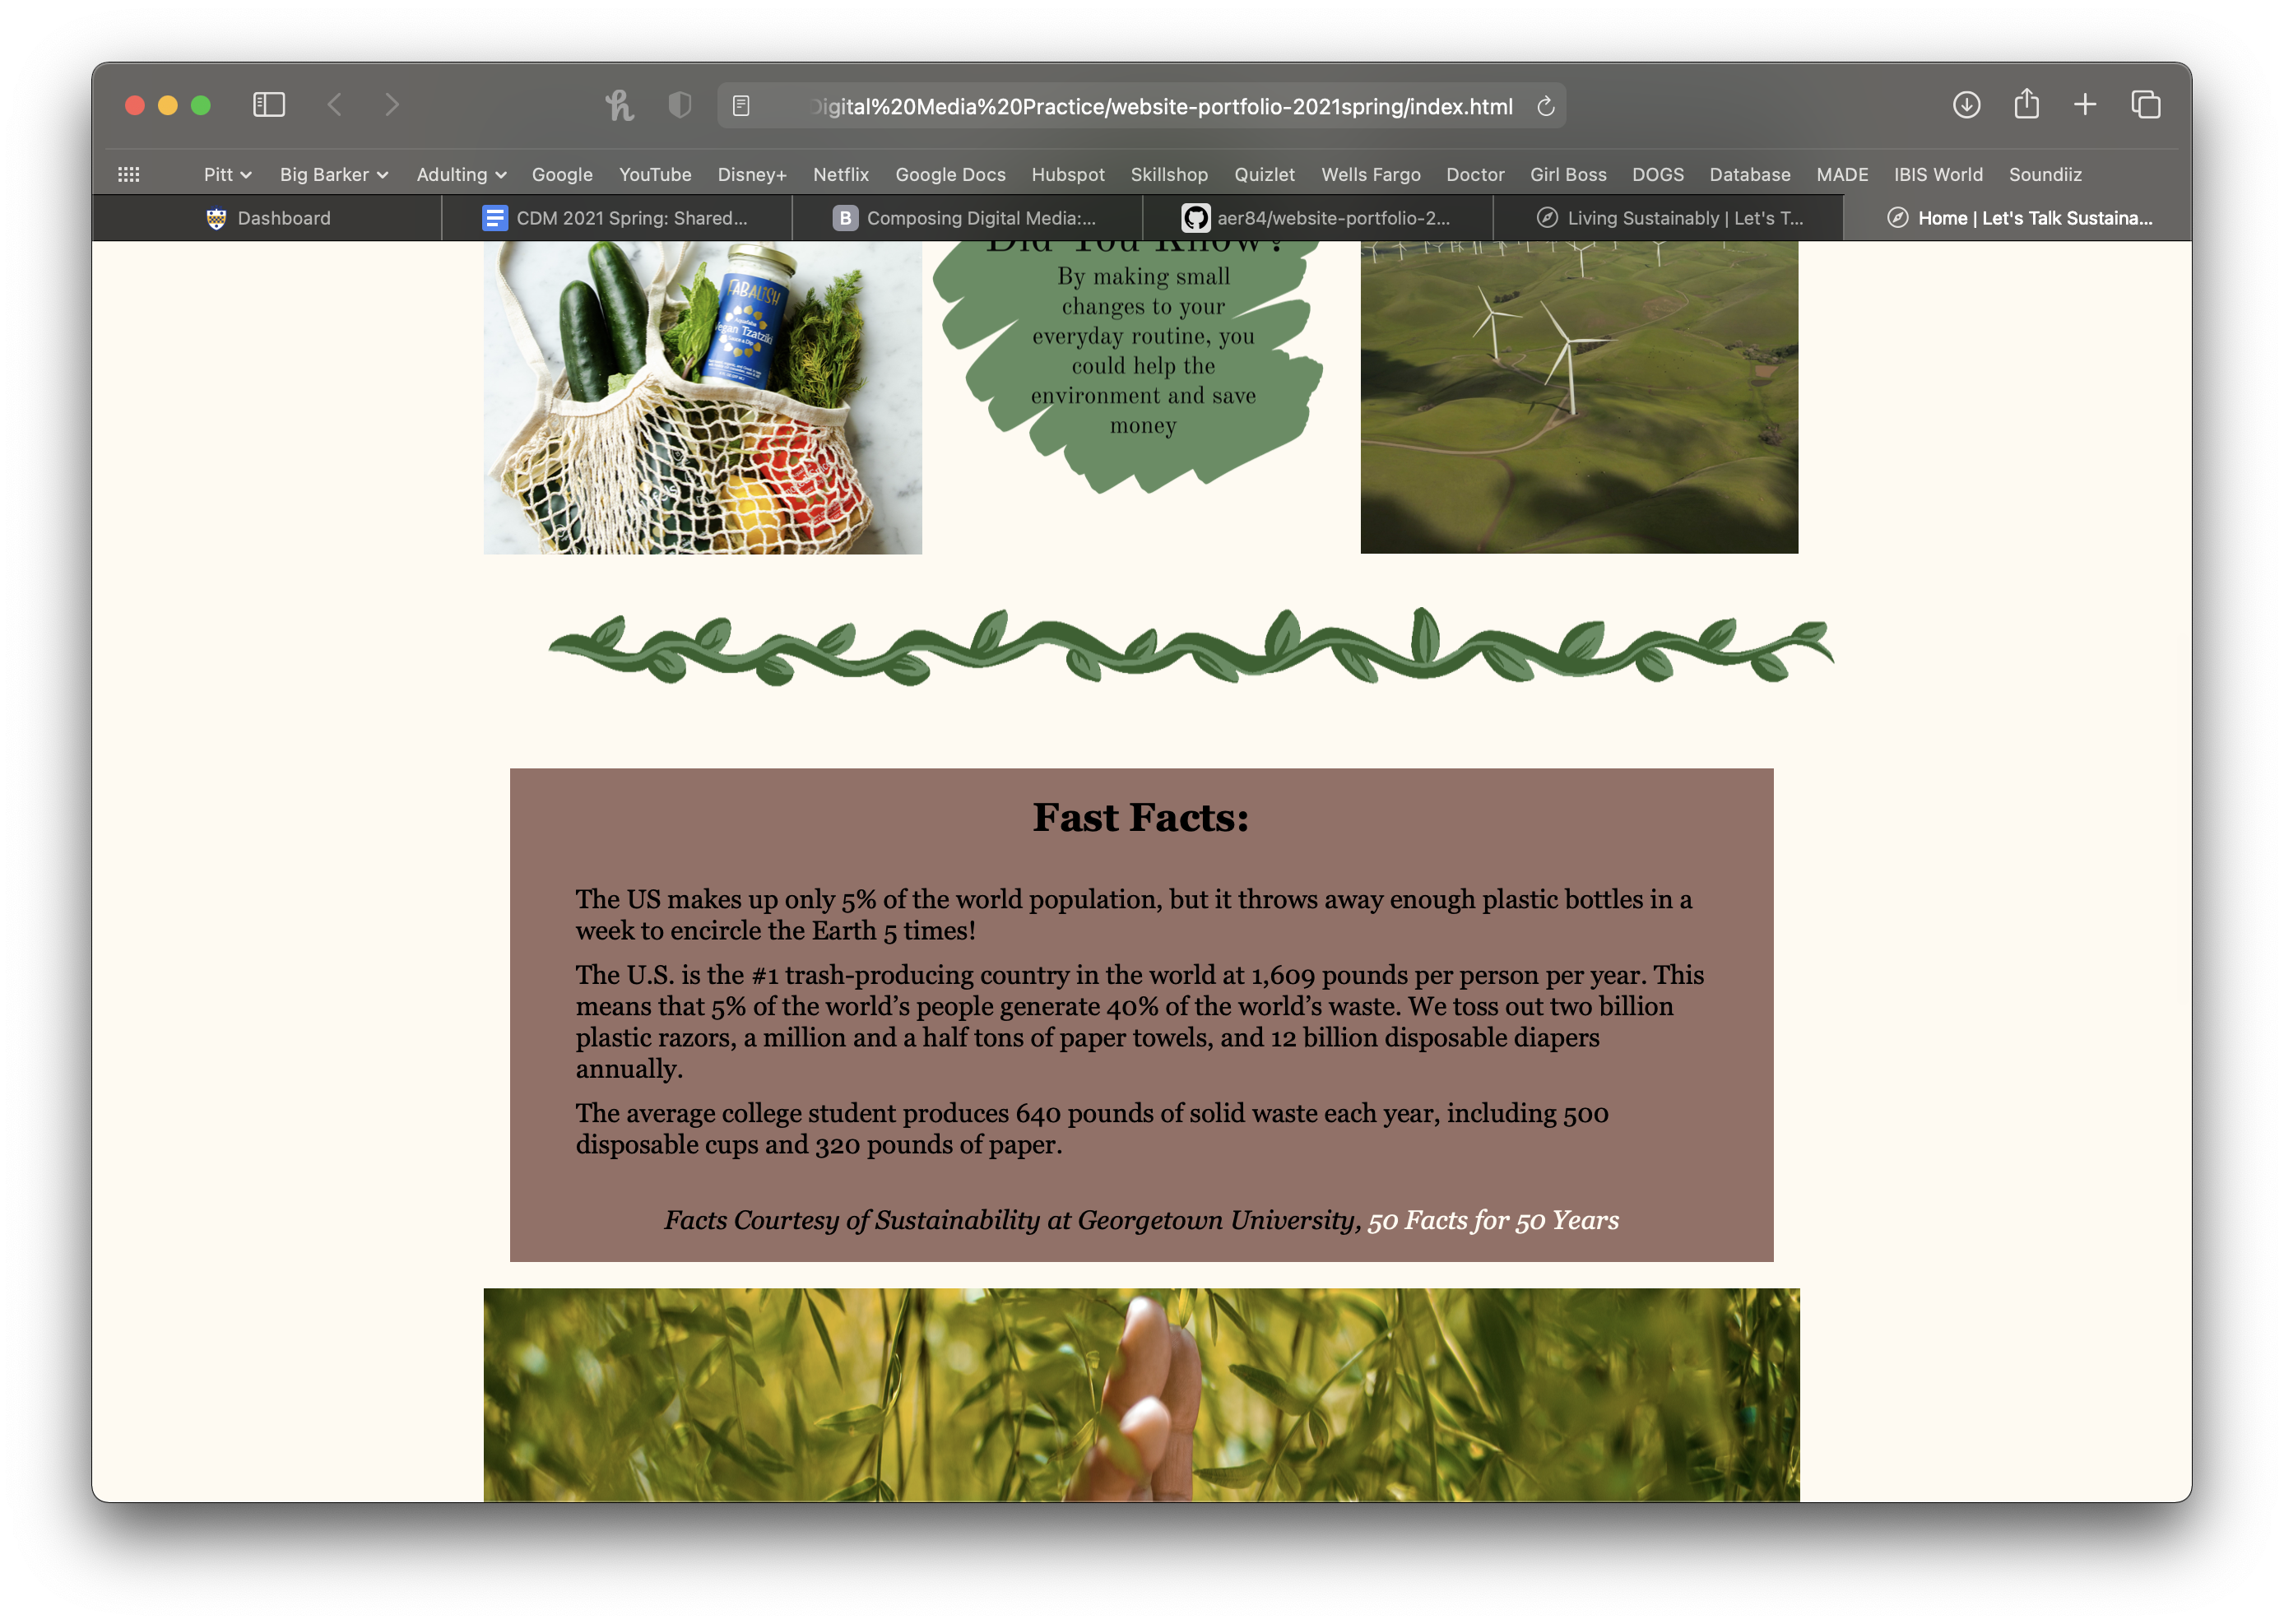 Digital%20Media%20Practice/website-portfolio-2021spring/index.html
Pitt Big Barker Adulting Google YouTube Disney+ Netflix Google Docs Hubspot Skillshop Quizlet Wells Fargo Doctor Girl Boss DOGS Database MADE IBIS World Soundiiz
Dashboard CDM 2021 Spring: Shared... B Composing Digital Media:... aer84/website-portfolio-2... Living Sustainably | Let's T... Home | Let's Talk Sustaina...
Did You Know?
By making small
changes to your
everyday routine, you
could help the
environment and save
money
FABALISH
Vegan Tzatziki
Fast Facts:
The US makes up only 5% of the world population, but it throws away enough plastic bottles in a
week to encircle the Earth 5 times!
The U.S. is the #1 trash-producing country in the world at 1,609 pounds per person per year. This
means that 5% of the world’s people generate 40% of the world’s waste. We toss out two billion
plastic razors, a million and a half tons of paper towels, and 12 billion disposable diapers
annually.
The average college student produces 640 pounds of solid waste each year, including 500
disposable cups and 320 pounds of paper.
Facts Courtesy of Sustainability at Georgetown University, 50 Facts for 50 Years